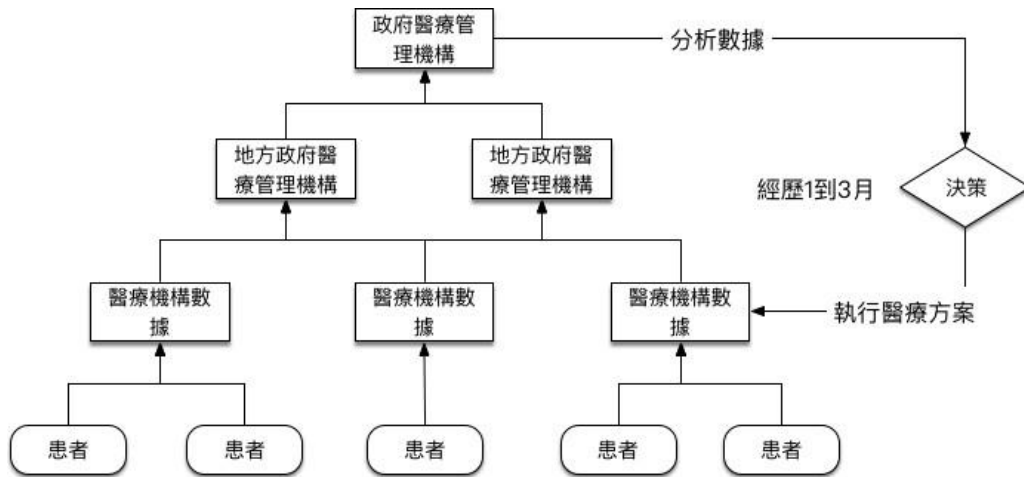 政府醫療管
理機構
分析數據
地方政府醫
療管理機構
地方政府醫
療管理機構
經歷1到3月
決策
醫療機構數
據
醫療機構數
據
醫療機構數
據
執行醫療方案
患者
患者
患者
患者
患者